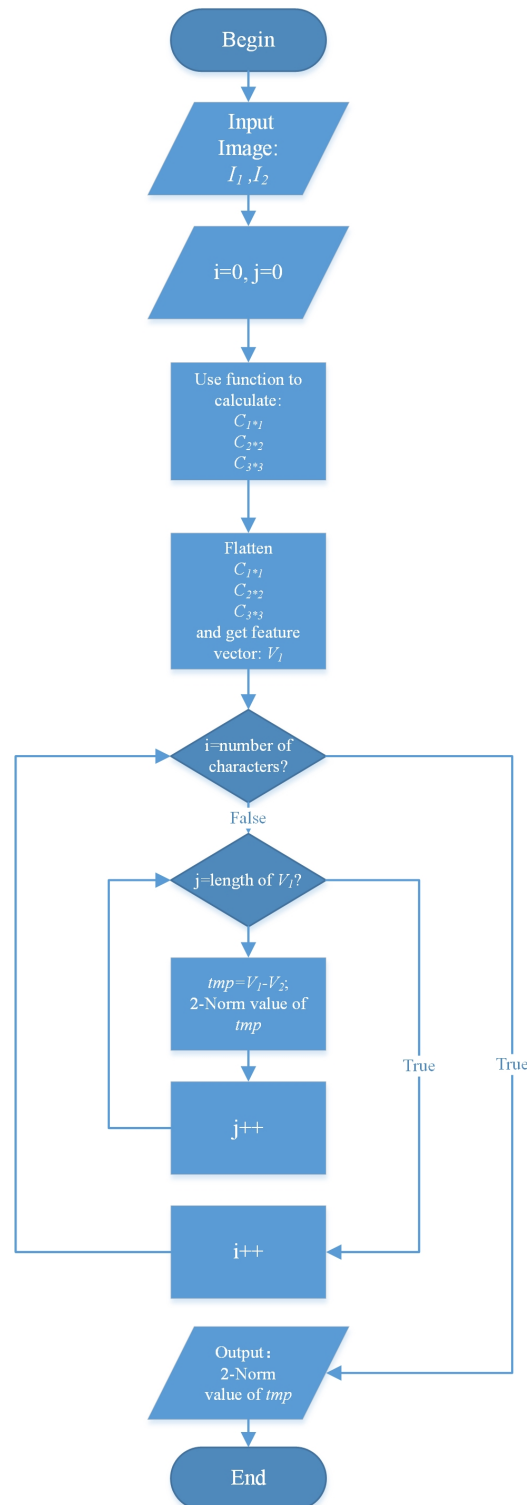 Begin
Input
Image:
I₁ ,I₂
i=0, j=0
Use function to
calculate:
C₁*₁
C₂*₂
C₃*₃
Flatten
C₁*₁
C₂*₂
C₃*₃
and get feature
vector: V₁
i=number of
characters?
False
j=length of V₁?
tmp=V₁-V₂;
2-Norm value of
tmp
True
True
j++
i++
Output：
2-Norm
value of tmp
End